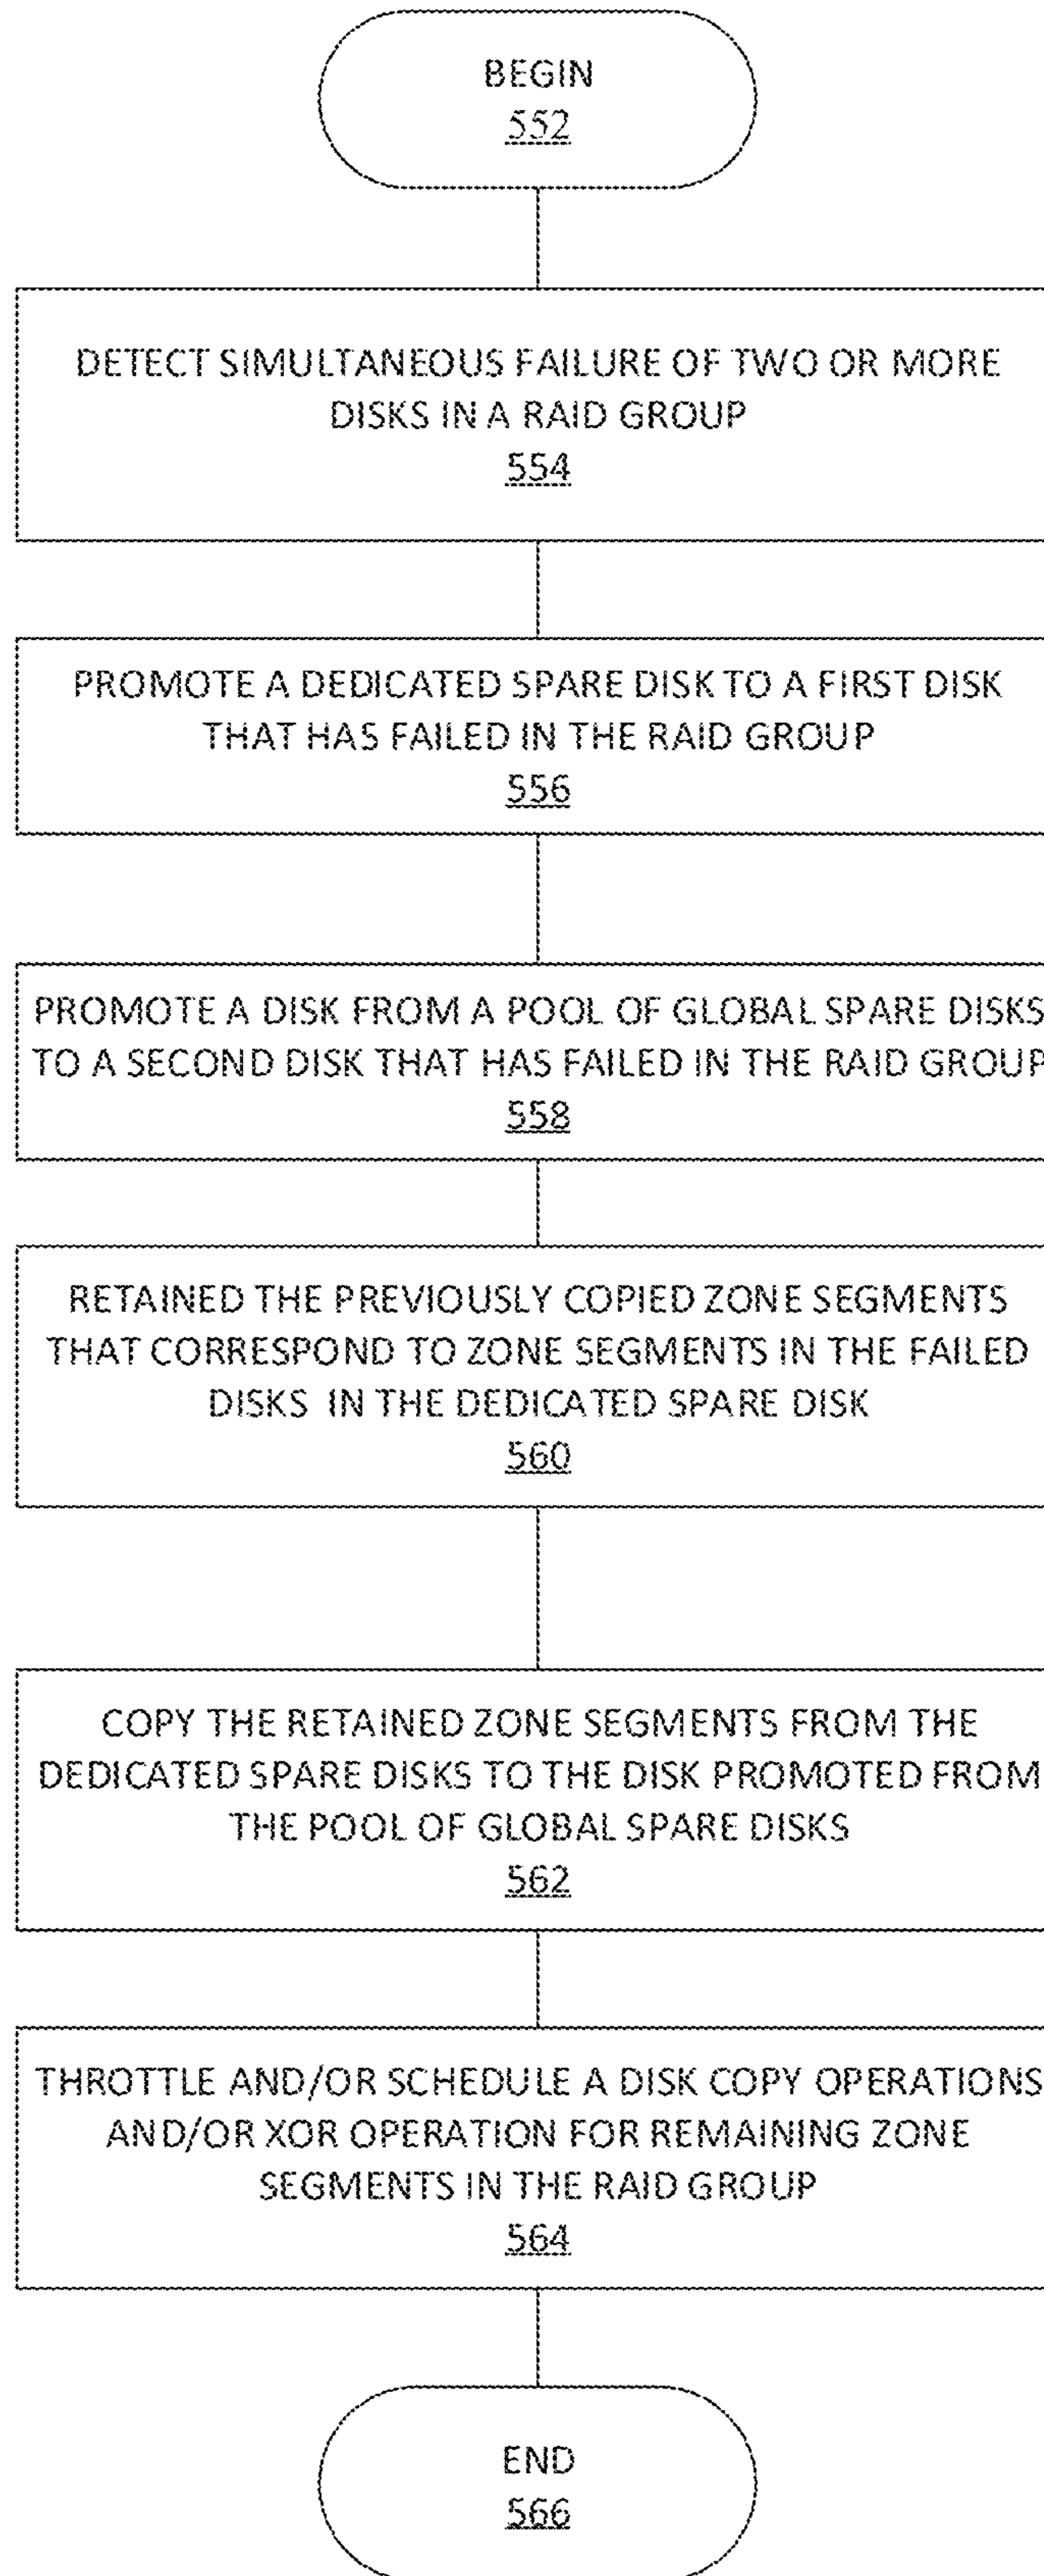 BEGIN
552
DETECT SIMULTANEOUS FAILURE OF TWO OR MORE
DISKS IN A RAID GROUP
554
PROMOTE A DEDICATED SPARE DISK TO A FIRST DISK
THAT HAS FAILED IN THE RAID GROUP
556
PROMOTE A DISK FROM A POOL OF GLOBAL SPARE DISKS
TO A SECOND DISK THAT HAS FAILED IN THE RAID GROUP
558
RETAINED THE PREVIOUSLY COPIED ZONE SEGMENTS
THAT CORRESPOND TO ZONE SEGMENTS IN THE FAILED
DISKS IN THE DEDICATED SPARE DISK
560
COPY THE RETAINED ZONE SEGMENTS FROM THE
DEDICATED SPARE DISKS TO THE DISK PROMOTED FROM
THE POOL OF GLOBAL SPARE DISKS
562
THROTTLE AND/OR SCHEDULE A DISK COPY OPERATIONS
AND/OR XOR OPERATION FOR REMAINING ZONE
SEGMENTS IN THE RAID GROUP
564
END
566